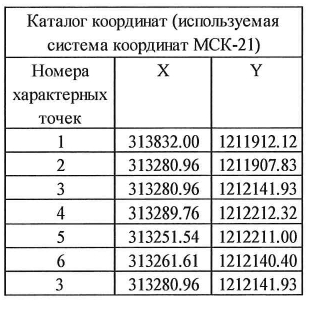 Каталог координат (используемая
система координат МСК-21)
Номера
характерных
точек
X
Y
1 313832.00 1211912.12
2 313280.96 1211907.83
3 313280.96 1212141.93
4 313289.76 1212212.32
5 313251.54 1212211.00
6 313261.61 1212140.40
3 313280.96 1212141.93